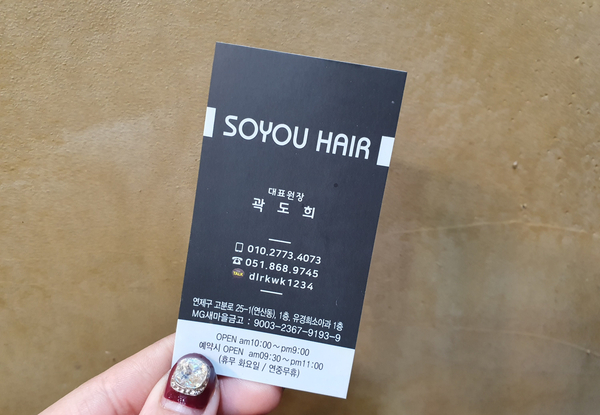 SOYOU HAIR
대표원장
곽 도 희
010.2773.4073
051.868.9745
TALK dlrkwk1234
연제구 고분로 25-1(연산동), 1층, 유경희소아과 1층
MG새마을금고 : 9003-2367-9193-9
OPEN am10:00~pm9:00
예약시 OPEN am09:30~pm11:00
(휴무 화요일 / 연중무휴)